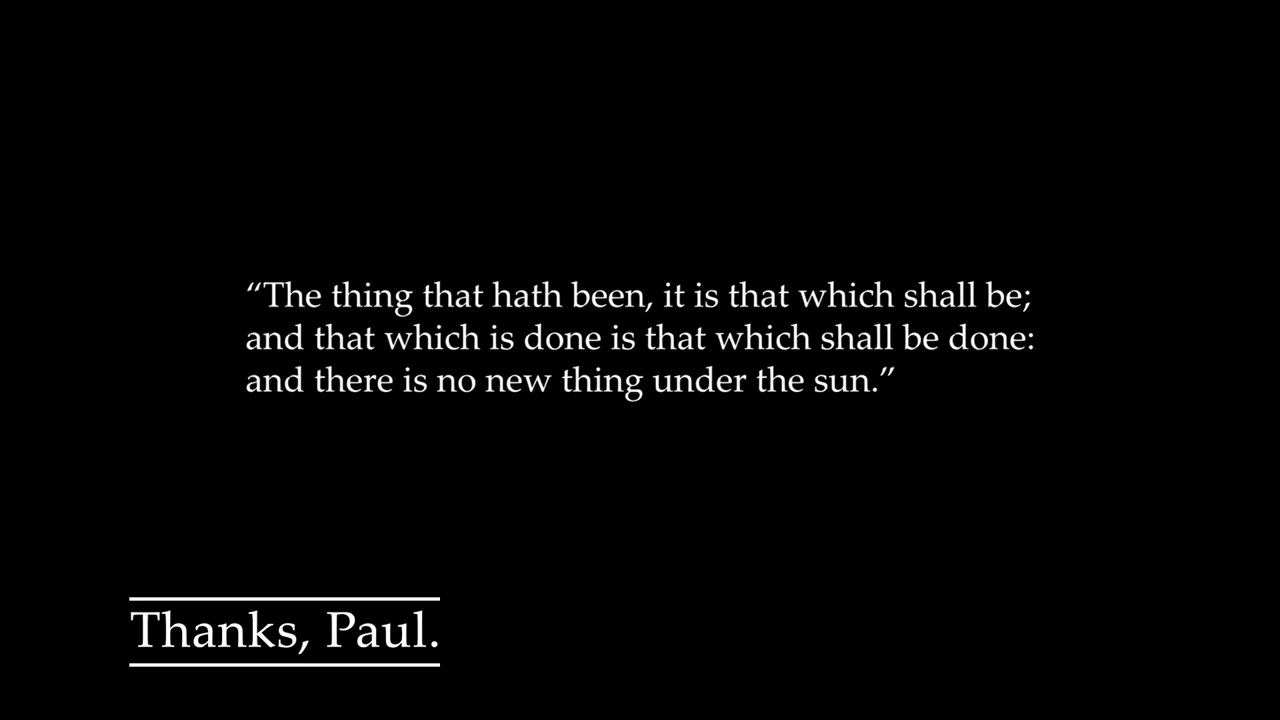 “The thing that hath been, it is that which shall be;
and that which is done is that which shall be done:
and there is no new thing under the sun.”
Thanks, Paul.